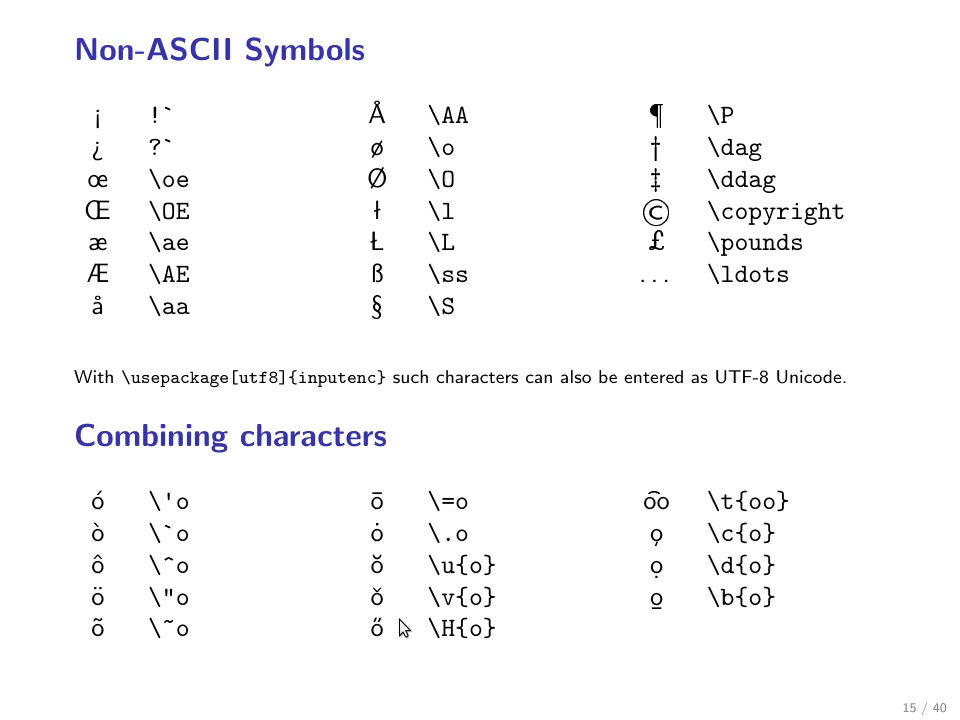 Non-ASCII Symbols
¡ !` Å \AA ¶ \P
¿ ?` ø \o † \dag
œ \oe Ø \O ‡ \ddag
Œ \OE ł \l © \copyright
æ \ae Ł \L £ \pounds
Æ \AE ß \ss ... \ldots
å \aa § \S
With \usepackage[utf8]{inputenc} such characters can also be entered as UTF-8 Unicode.
Combining characters
ó \'o ō \=o o͡o \t{oo}
ò \`o ȯ \.o o̧ \c{o}
ô \^o ŏ \u{o} ọ \d{o}
ö \"o ǒ \v{o} o̱ \b{o}
õ \~o ő \H{o}
15 / 40